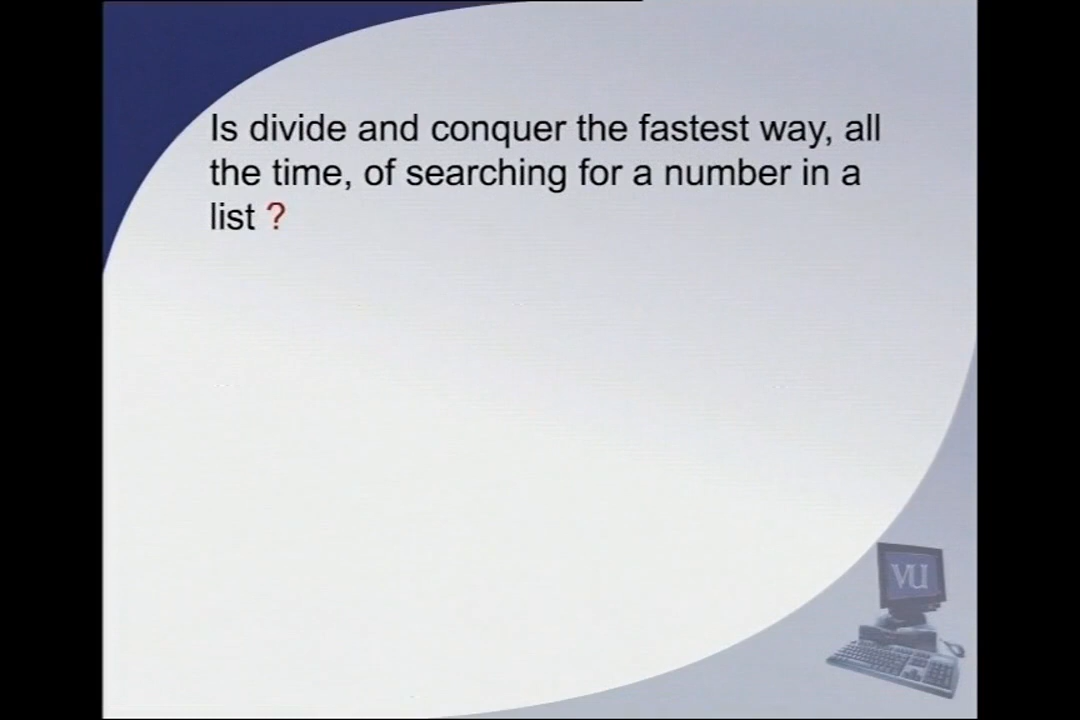 Is divide and conquer the fastest way, all
the time, of searching for a number in a
list ?
VU